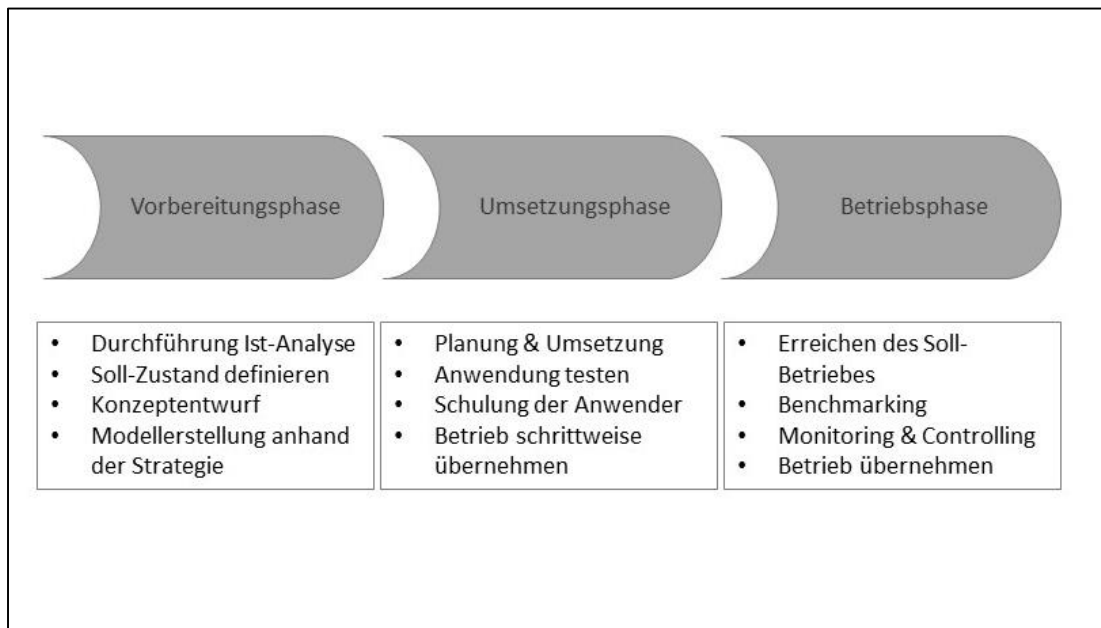 Vorbereitungsphase
Umsetzungsphase
Betriebsphase
• Durchführung Ist-Analyse
• Soll-Zustand definieren
• Konzeptentwurf
• Modellerstellung anhand
der Strategie
• Planung & Umsetzung
• Anwendung testen
• Schulung der Anwender
• Betrieb schrittweise
übernehmen
• Erreichen des Soll-
Betriebes
• Benchmarking
• Monitoring & Controlling
• Betrieb übernehmen